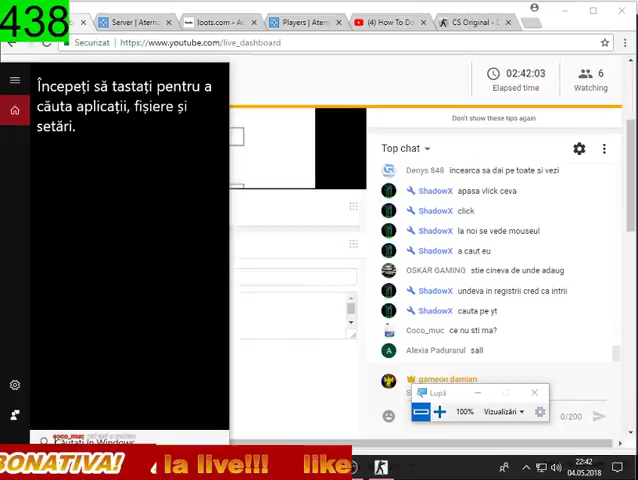 438
Server | Atern
loots.com - A
Players | Atern
(4) How To D
CS Original -
Securizat
https://www.youtube.com/live_dashboard
Începeți să tastați pentru a
căuta aplicații, fișiere și
setări.
02:42:03
Elapsed time
6
Watching
Don't show these tips again
Top chat
Denys 848 incearca sa dai pe toate si vezi
ShadowX apasa vlick ceva
ShadowX click
ShadowX la noi se vede mouseul
ShadowX a caut eu
OSKAR GAMING stie cineva de unde adaug
ShadowX undeva in registrii cred ca intrii
ShadowX cauta pe yt
Coco_muc ce nu sti ma?
A Alexia Padurarul sall
gameon damian
Lupă
100% Vizualizări
0/200
coco_muc
Căutați în Windows
BONATIVA!
la live!!!
like
22:42
04.05.2018